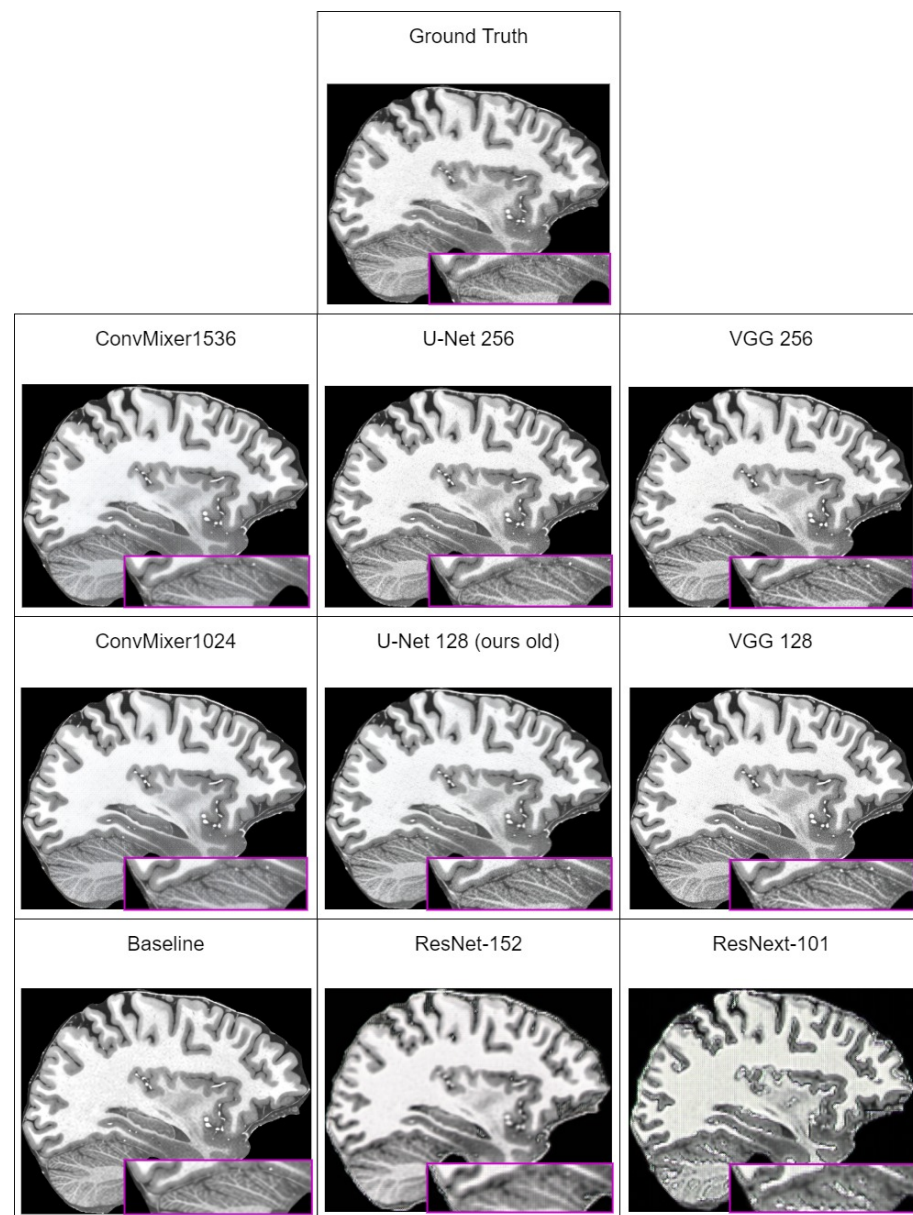 Ground Truth
ConvMixer1536
U-Net 256
VGG 256
ConvMixer1024
U-Net 128 (ours old)
VGG 128
Baseline
ResNet-152
ResNext-101